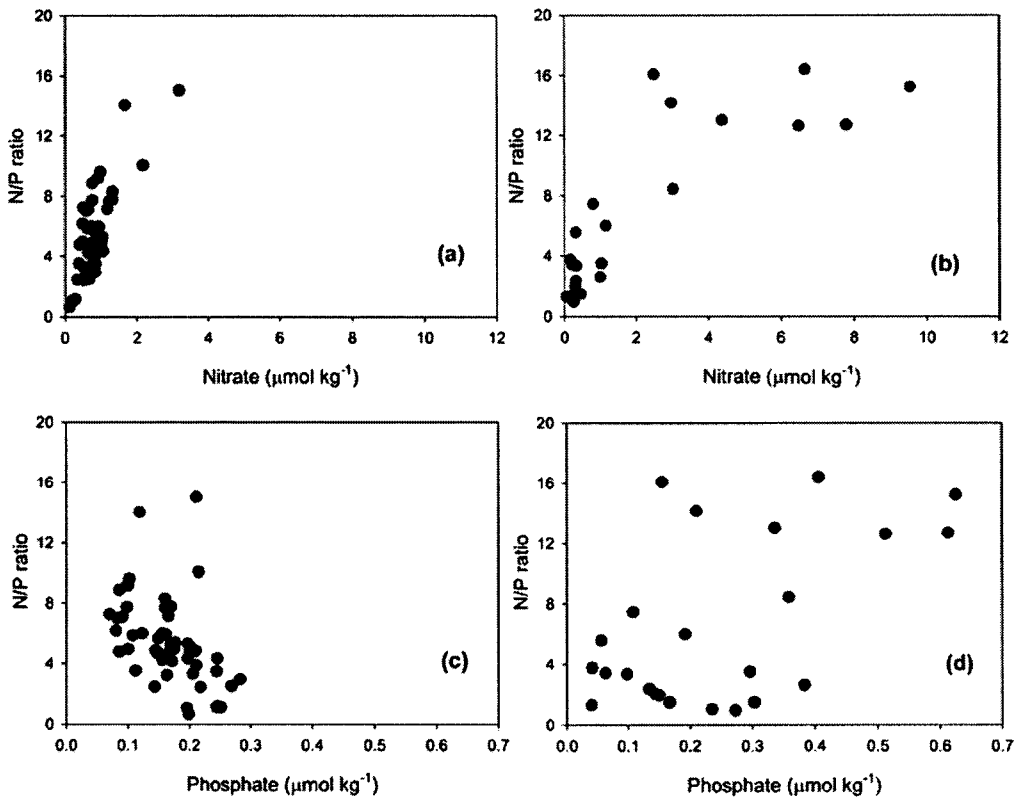 20
16
12
8
4
0
N/P ratio
(a)
0 2 4 6 8 10 12
Nitrate (μmol kg⁻¹)
20
16
12
8
4
0
N/P ratio
(b)
0 2 4 6 8 10 12
Nitrate (μmol kg⁻¹)
20
16
12
8
4
0
N/P ratio
(c)
0.0 0.1 0.2 0.3 0.4 0.5 0.6 0.7
Phosphate (μmol kg⁻¹)
20
16
12
8
4
0
N/P ratio
(d)
0.0 0.1 0.2 0.3 0.4 0.5 0.6 0.7
Phosphate (μmol kg⁻¹)